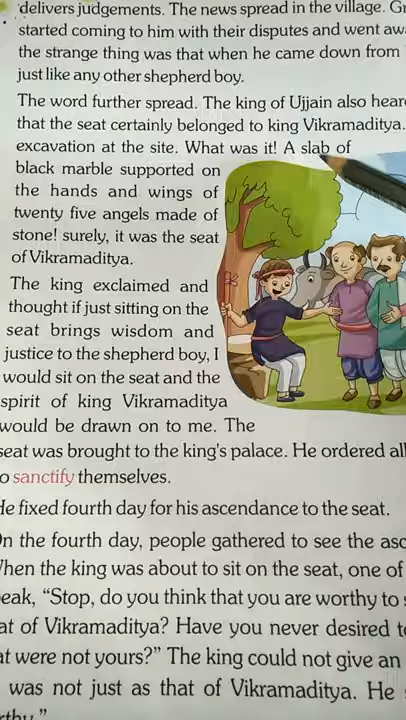 delivers judgements. The news spread in the village.
started coming to him with their disputes and went
the strange thing was that when he came down from
just like any other shepherd boy.
The word further spread. The king of Ujjain also
that the seat certainly belonged to king Vikramaditya.
excavation at the site. What was it! A slab of
black marble supported on
the hands and wings of
twenty five angels made of
stone! surely, it was the seat
of Vikramaditya.
The king exclaimed and
thought if just sitting on the
seat brings wisdom and
justice to the shepherd boy, I
would sit on the seat and the
spirit of king Vikramaditya
would be drawn on to me. The
seat was brought to the king's palace. He ordered
sanctify themselves.
He fixed fourth day for his ascendance to the seat.
On the fourth day, people gathered to see the
When the king was about to sit on the seat, one of
"Stop, do you think that you are worthy to
of Vikramaditya? Have you never desired
were not yours?" The king could not give an
was not just as that of Vikramaditya. He